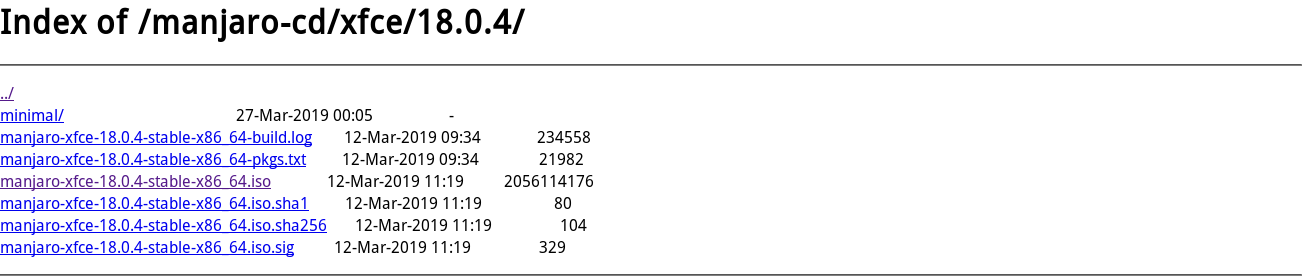 Index of /manjaro-cd/xfce/18.0.4/
../
minimal/ 27-Mar-2019 00:05 -
manjaro-xfce-18.0.4-stable-x86_64-build.log 12-Mar-2019 09:34 234558
manjaro-xfce-18.0.4-stable-x86_64-pkgs.txt 12-Mar-2019 09:34 21982
manjaro-xfce-18.0.4-stable-x86_64.iso 12-Mar-2019 11:19 2056114176
manjaro-xfce-18.0.4-stable-x86_64.iso.sha1 12-Mar-2019 11:19 80
manjaro-xfce-18.0.4-stable-x86_64.iso.sha256 12-Mar-2019 11:19 104
manjaro-xfce-18.0.4-stable-x86_64.iso.sig 12-Mar-2019 11:19 329